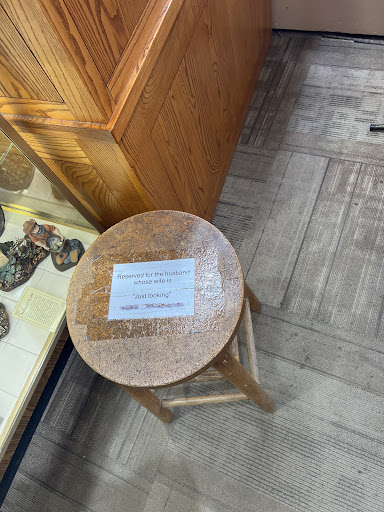 Reserved for the husband
whose wife is
"Just looking"